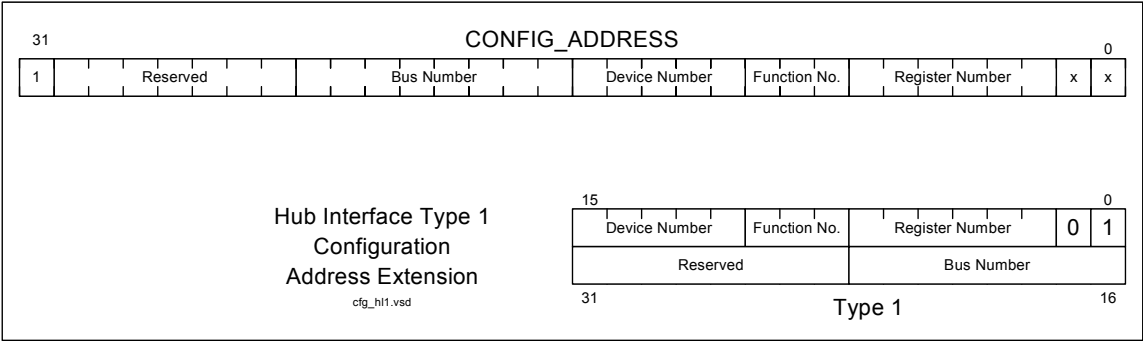 CONFIG_ADDRESS
31 0
1 Reserved Bus Number Device Number Function No. Register Number x x
15 0
Hub Interface Type 1
Configuration
Address Extension
cfg_hl1.vsd
Device Number Function No. Register Number 0 1
Reserved Bus Number
31 16
Type 1